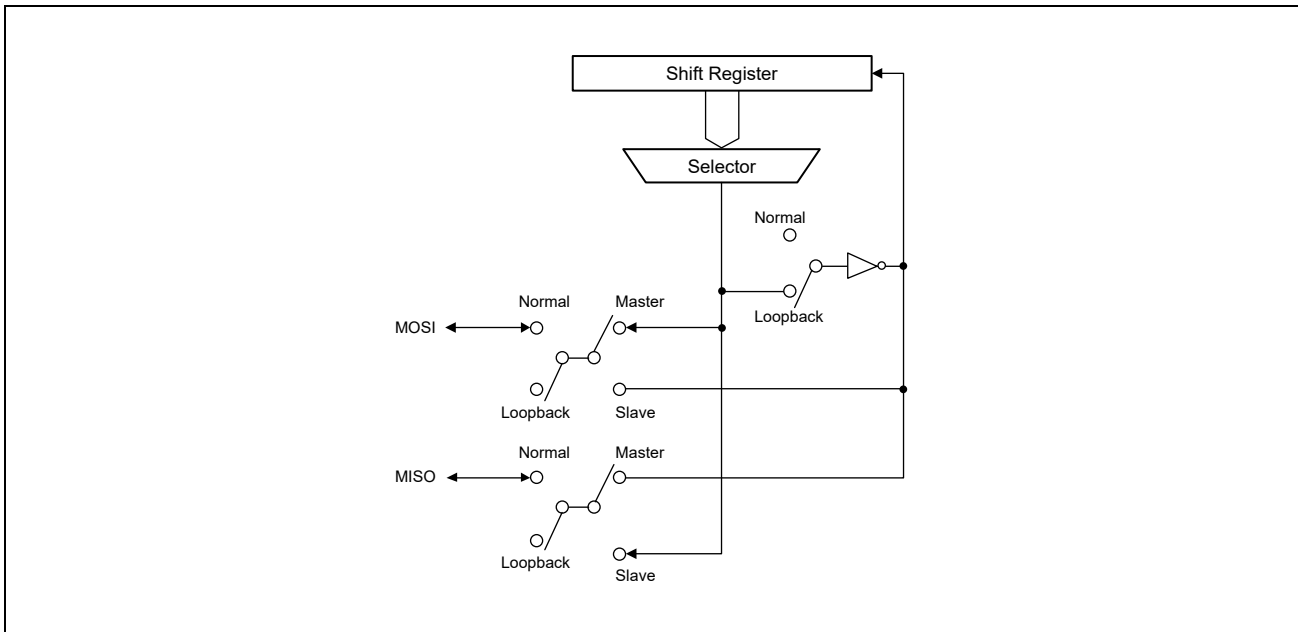 Shift Register
Selector
Normal
Loopback
Normal Master
MOSI
Loopback Slave
Normal Master
MISO
Loopback
Slave